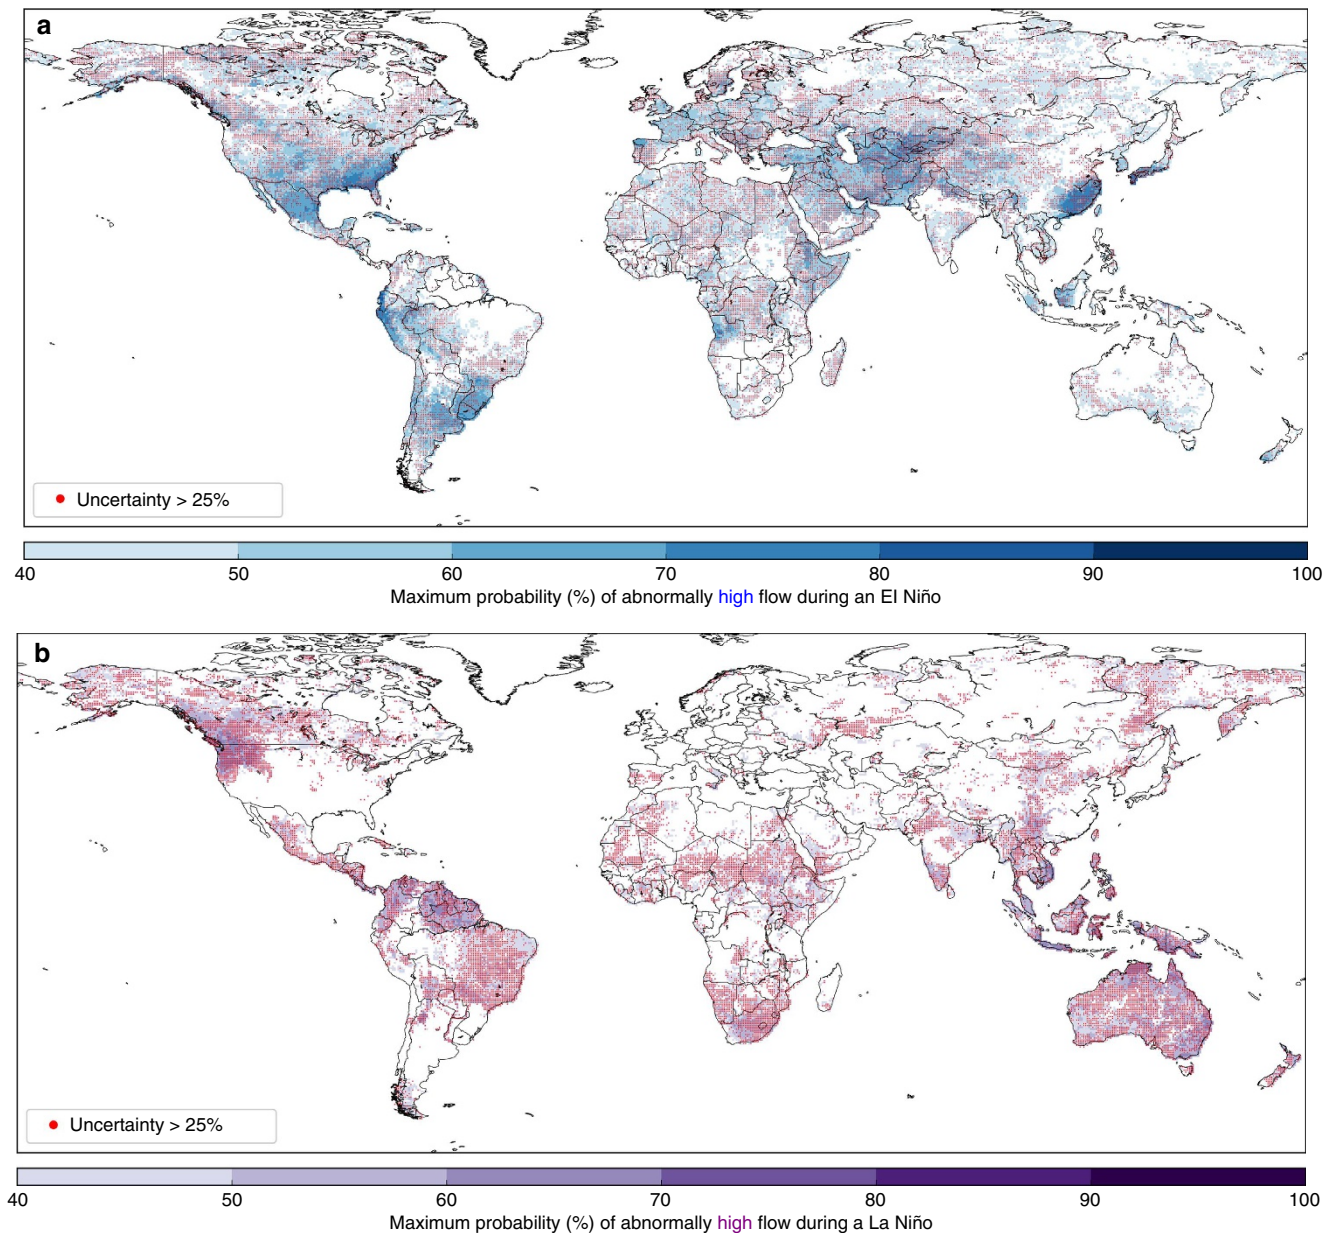 a
Uncertainty > 25%
40 50 60 70 80 90 100
Maximum probability (%) of abnormally high flow during an El Niño
b
Uncertainty > 25%
40 50 60 70 80 90 100
Maximum probability (%) of abnormally high flow during a La Niño